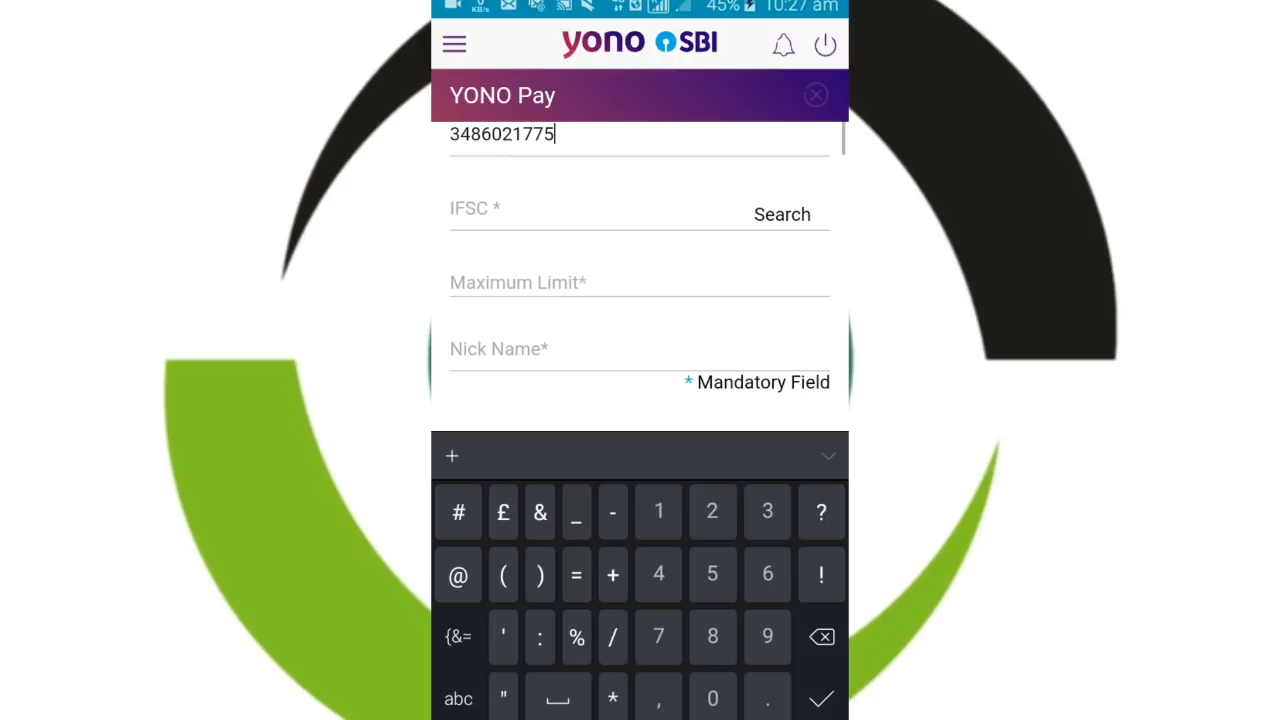 KB/s 45% 10:27 am
yono SBI
YONO Pay
3486021775
IFSC *
Search
Maximum Limit*
Nick Name*
* Mandatory Field
+
# £ & _ - 1 2 3 ?
@ ( ) = + 4 5 6 !
{&= ' : % / 7 8 9
abc " * , 0 .